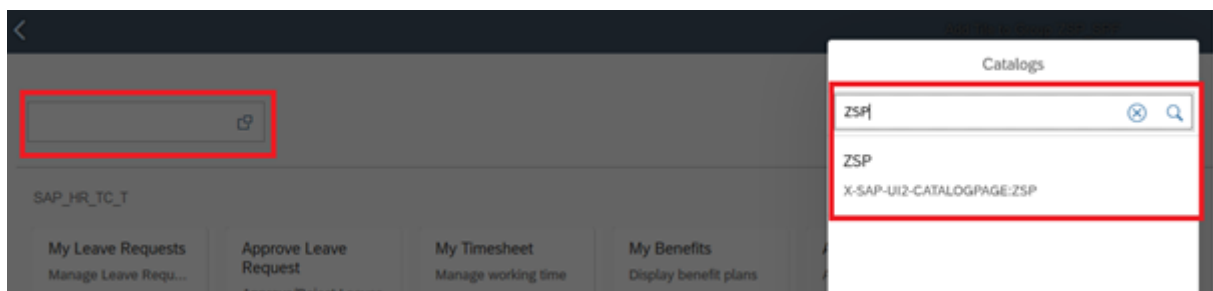 Catalogs
ZSP
ZSP
X-SAP-UI2-CATALOGPAGE:ZSP
SAP_HR_TC_T
My Leave Requests
Manage Leave Requ...
Approve Leave
Request
My Timesheet
Manage working time
My Benefits
Display benefit plans